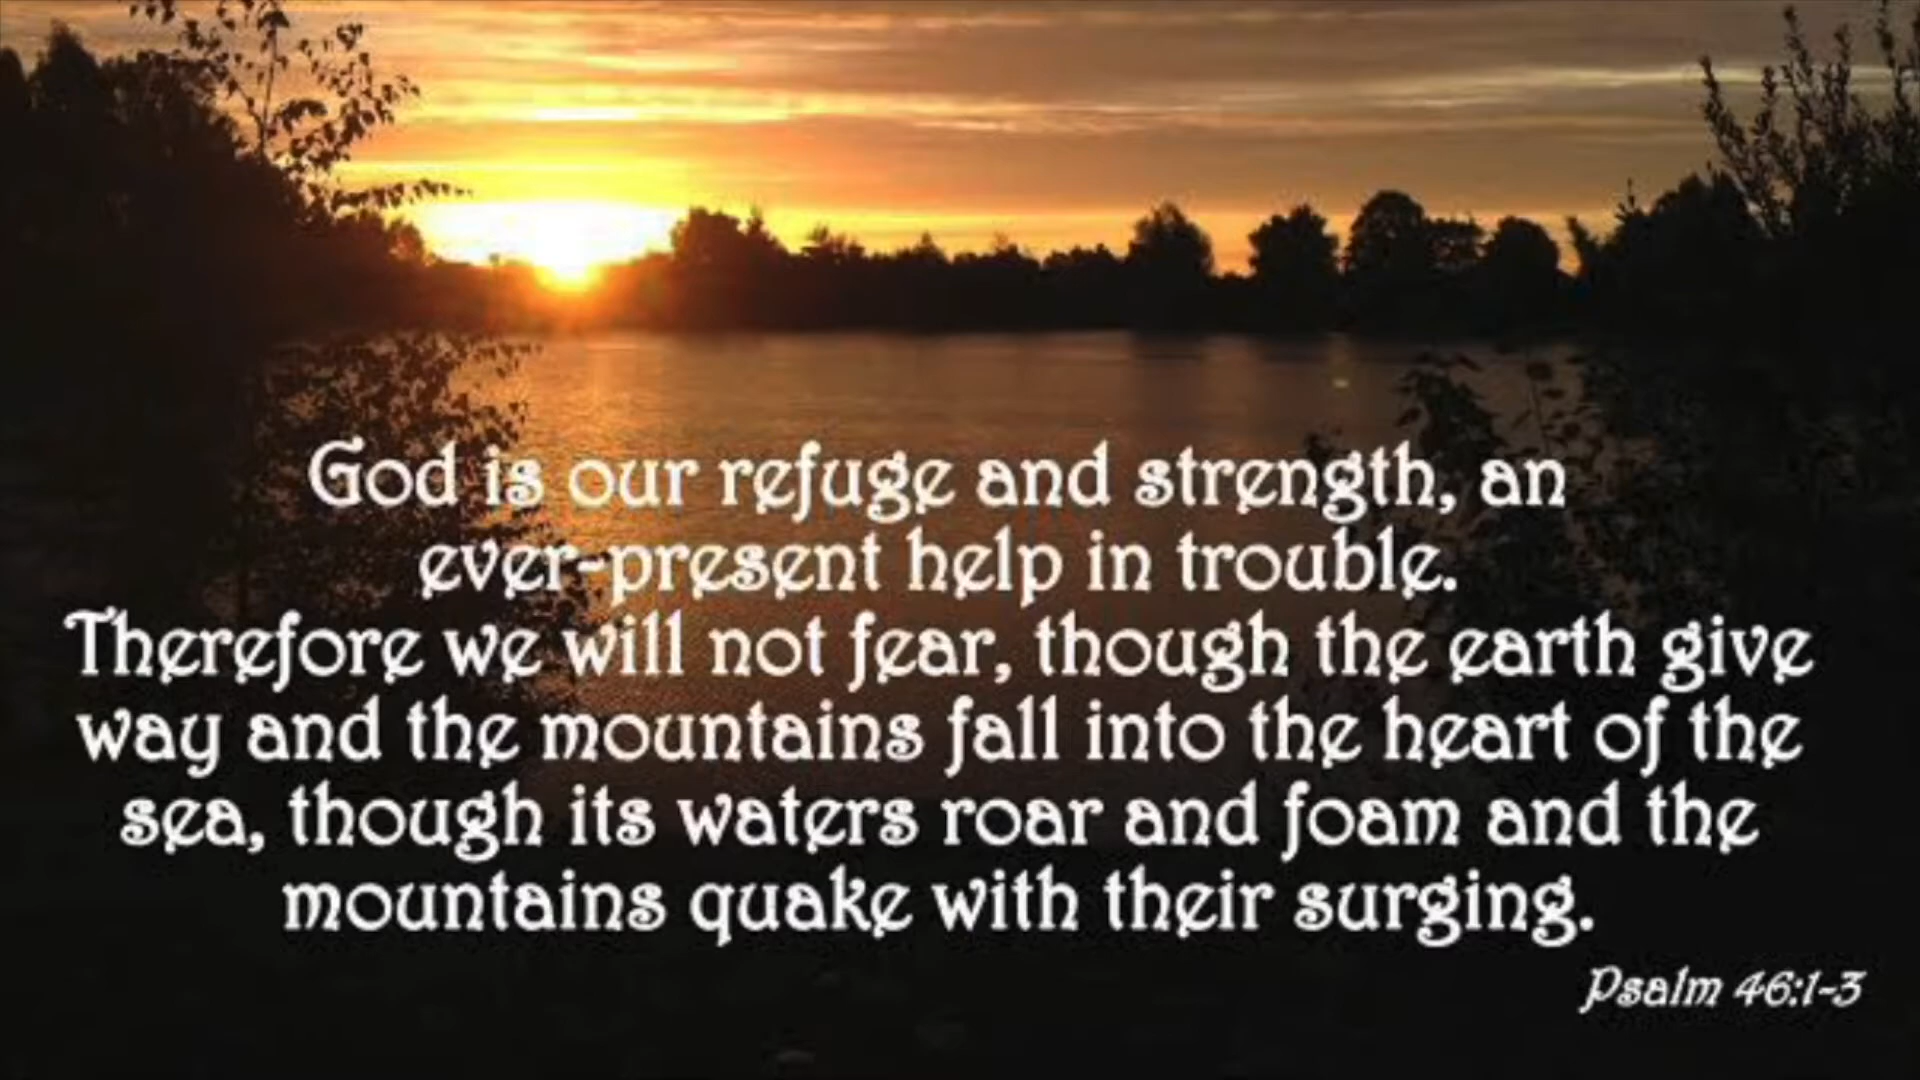 God is our refuge and strength, an
ever-present help in trouble.
Therefore we will not fear, though the earth give
way and the mountains fall into the heart of the
sea, though its waters roar and foam and the
mountains quake with their surging.
Psalm 46:1-3